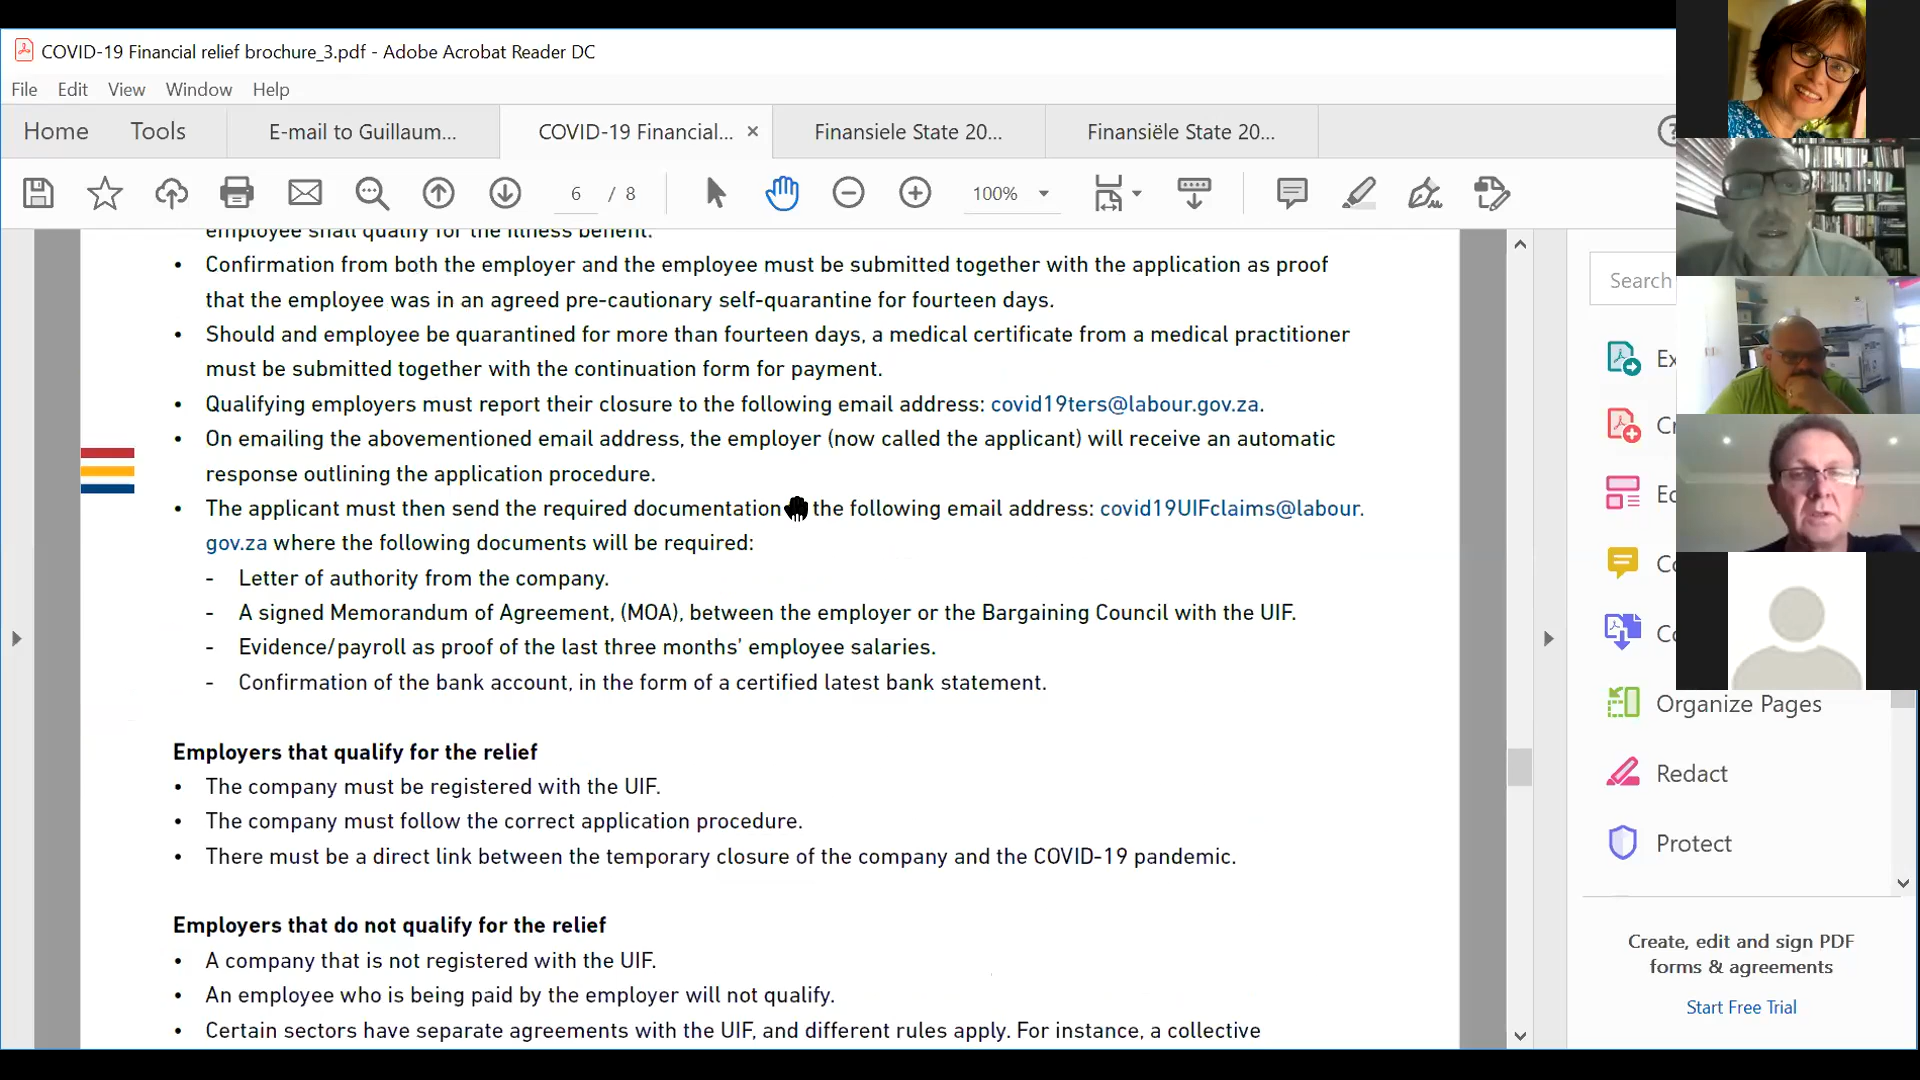 COVID-19 Financial relief brochure_3.pdf - Adobe Acrobat Reader DC
File Edit View Window Help
Home Tools E-mail to Guillaum... COVID-19 Financial... × Finansiele State 20... Finansiële State 20...
6 / 8 100%
employee shall qualify for the illness benefit.
• Confirmation from both the employer and the employee must be submitted together with the application as proof
that the employee was in an agreed pre-cautionary self-quarantine for fourteen days.
• Should and employee be quarantined for more than fourteen days, a medical certificate from a medical practitioner
must be submitted together with the continuation form for payment.
• Qualifying employers must report their closure to the following email address: covid19ters@labour.gov.za.
• On emailing the abovementioned email address, the employer (now called the applicant) will receive an automatic
response outlining the application procedure.
• The applicant must then send the required documentation the following email address: covid19UIFclaims@labour.
gov.za where the following documents will be required:
- Letter of authority from the company.
- A signed Memorandum of Agreement, (MOA), between the employer or the Bargaining Council with the UIF.
- Evidence/payroll as proof of the last three months' employee salaries.
- Confirmation of the bank account, in the form of a certified latest bank statement.
Employers that qualify for the relief
• The company must be registered with the UIF.
• The company must follow the correct application procedure.
• There must be a direct link between the temporary closure of the company and the COVID-19 pandemic.
Employers that do not qualify for the relief
• A company that is not registered with the UIF.
• An employee who is being paid by the employer will not qualify.
• Certain sectors have separate agreements with the UIF, and different rules apply. For instance, a collective
Search
Organize Pages
Redact
Protect
Create, edit and sign PDF
forms & agreements
Start Free Trial